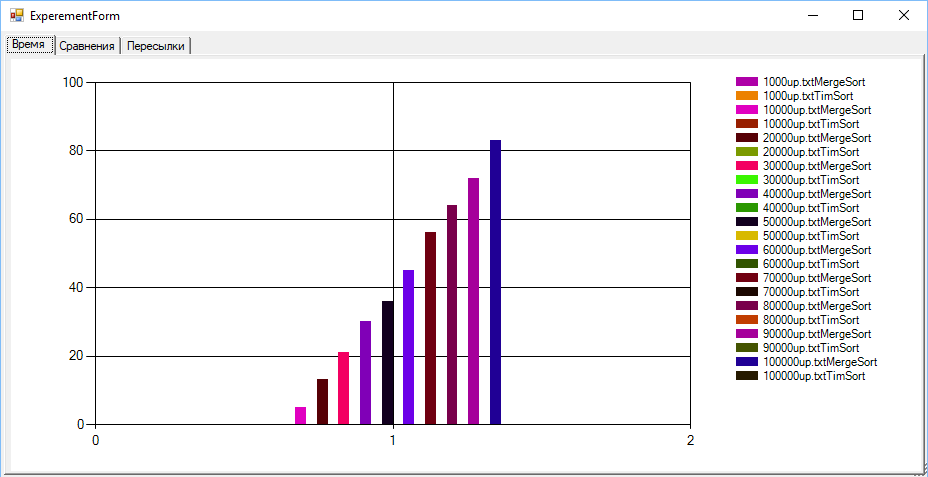 ExperementForm
Время Сравнения Пересылки
100
80
60
40
20
0
0 1 2
1000up.txtMergeSort
1000up.txtTimSort
10000up.txtMergeSort
10000up.txtTimSort
20000up.txtMergeSort
20000up.txtTimSort
30000up.txtMergeSort
30000up.txtTimSort
40000up.txtMergeSort
40000up.txtTimSort
50000up.txtMergeSort
50000up.txtTimSort
60000up.txtMergeSort
60000up.txtTimSort
70000up.txtMergeSort
70000up.txtTimSort
80000up.txtMergeSort
80000up.txtTimSort
90000up.txtMergeSort
90000up.txtTimSort
100000up.txtMergeSort
100000up.txtTimSort